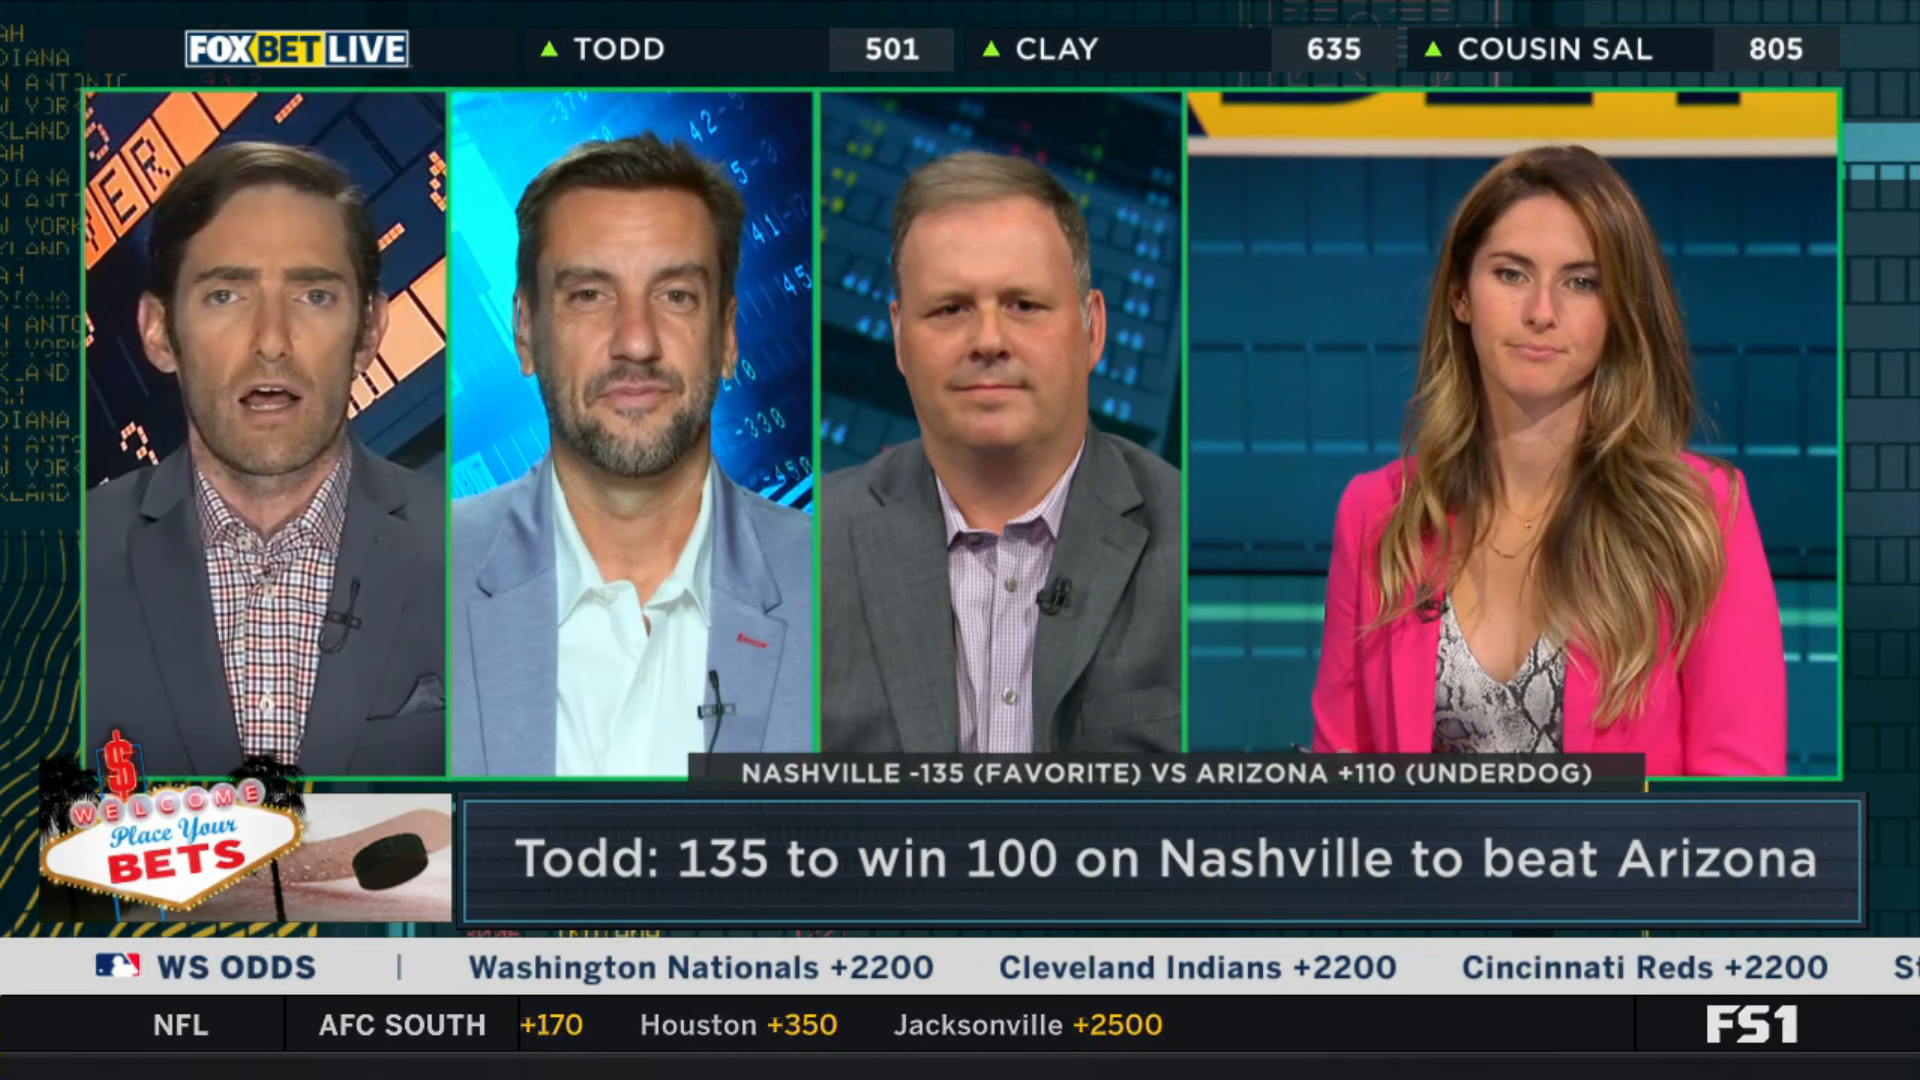 FOX BET LIVE
TODD 501
CLAY 635
COUSIN SAL 805
NASHVILLE -135 (FAVORITE) VS ARIZONA +110 (UNDERDOG)
WELCOME
Place Your
BETS
Todd: 135 to win 100 on Nashville to beat Arizona
WS ODDS | Washington Nationals +2200 Cleveland Indians +2200 Cincinnati Reds +2200
NFL AFC SOUTH +170 Houston +350 Jacksonville +2500
FS1